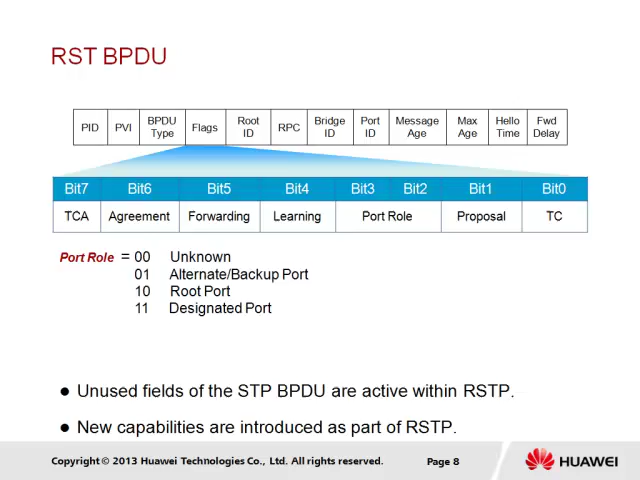 RST BPDU
PID PVI BPDU Type Flags Root ID RPC Bridge ID Port ID Message Age Max Age Hello Time Fwd Delay
Bit7 Bit6 Bit5 Bit4 Bit3 Bit2 Bit1 Bit0
TCA Agreement Forwarding Learning Port Role Proposal TC
Port Role = 00 Unknown
01 Alternate/Backup Port
10 Root Port
11 Designated Port
● Unused fields of the STP BPDU are active within RSTP.
● New capabilities are introduced as part of RSTP.
Copyright © 2013 Huawei Technologies Co., Ltd. All rights reserved. Page 8 HUAWEI